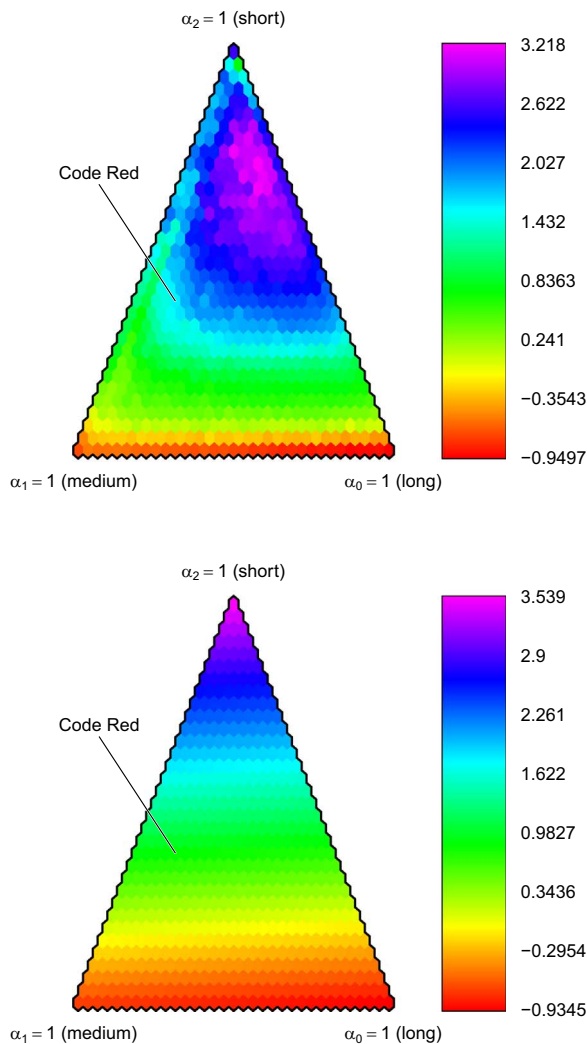 α₂ = 1 (short)
3.218
2.622
2.027
1.432
0.8363
0.241
−0.3543
−0.9497
Code Red
α₁ = 1 (medium)
α₀ = 1 (long)
α₂ = 1 (short)
3.539
2.9
2.261
1.622
0.9827
0.3436
−0.2954
−0.9345
Code Red
α₁ = 1 (medium)
α₀ = 1 (long)